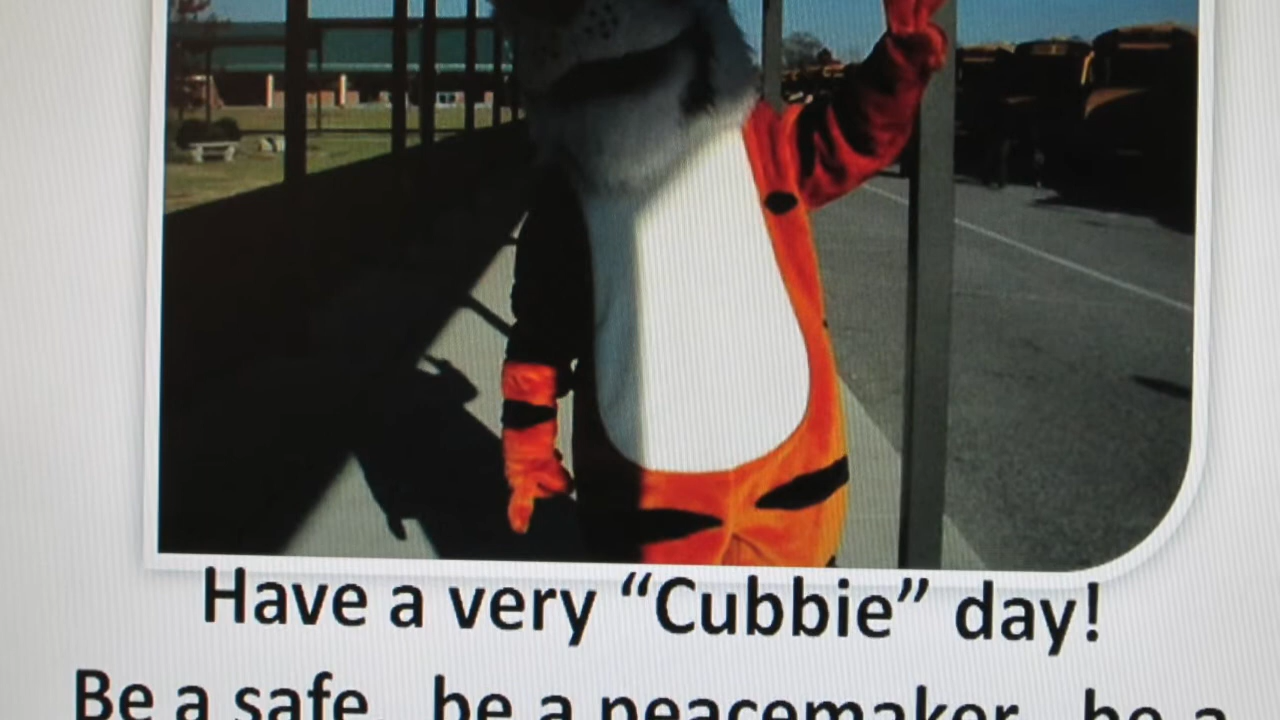 Have a very “Cubbie” day!
Be a safe, be a peacemaker, be a